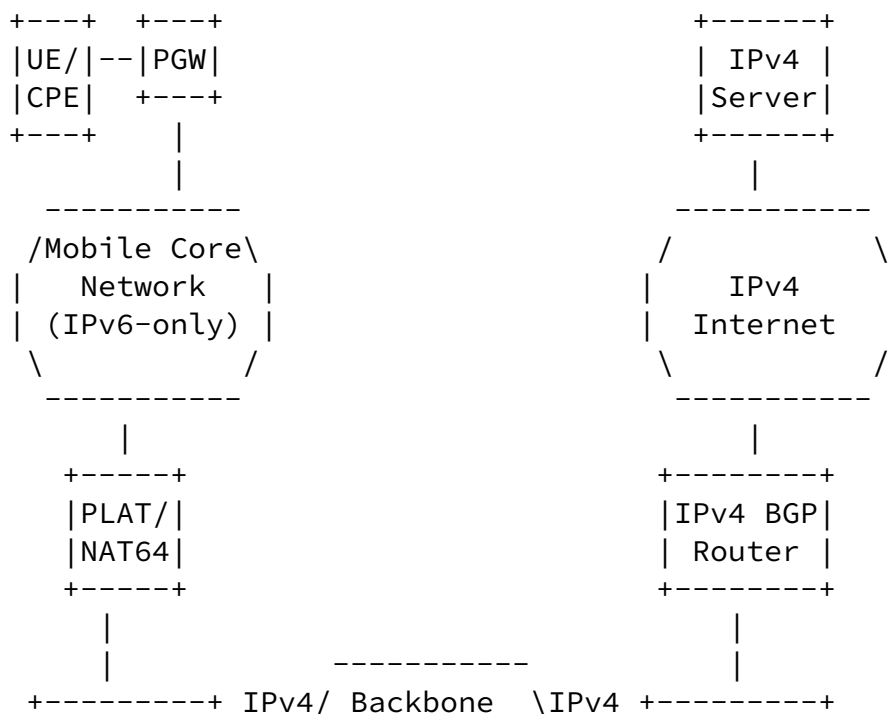 +---+  +---+                        +------+
|UE/|--|PGW|                        | IPv4 |
|CPE|  +---+                        |Server|
+---+    |                          +------+
         |                             |
  -----------                      -----------
 /Mobile Core\                    /           \
|   Network   |                  |    IPv4
| (IPv6-only) |                  |  Internet
 \           /                    \           /
  -----------                      -----------
      |                                |
   +-----+                        +--------+
   |PLAT/|                        |IPv4 BGP|
   |NAT64|                        | Router |
   +-----+                        +--------+
     |                                |
     |           -----------          |
 +---------+ IPv4/ Backbone  \IPv4 +---------+